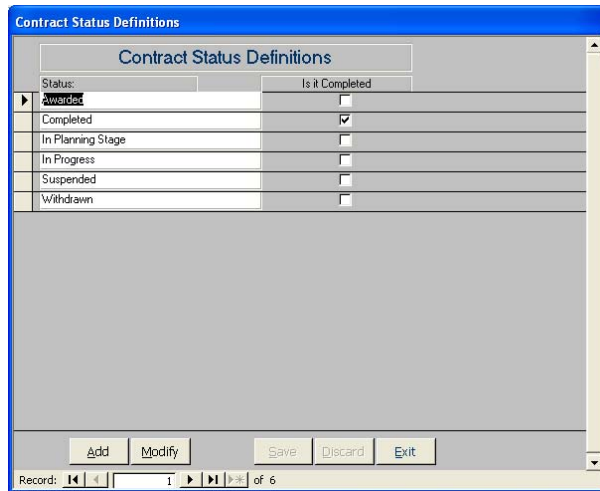 Contract Status Definitions
Contract Status Definitions
Status: Is it Completed
Awarded
Completed
In Planning Stage
In Progress
Suspended
Withdrawn
Add Modify Save Discard Exit
Record: 1 of 6